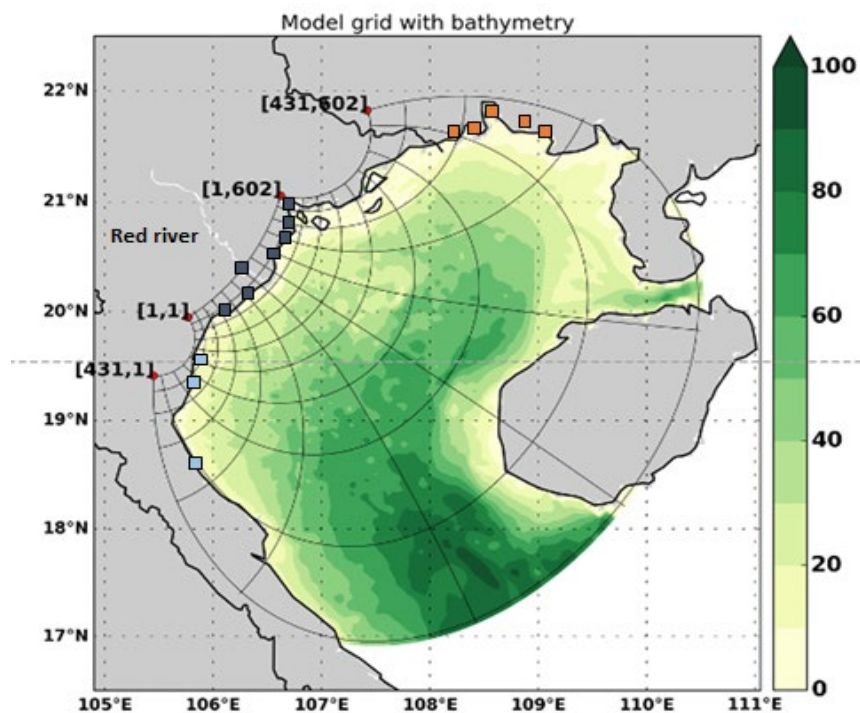 Model grid with bathymetry
100
22°N
[431,602]
[1,602]
21°N
80
Red river
20°N
[1,1]
60
[431,1]
19°N
40
18°N
20
17°N
0
105°E 106°E 107°E 108°E 109°E 110°E 111°E